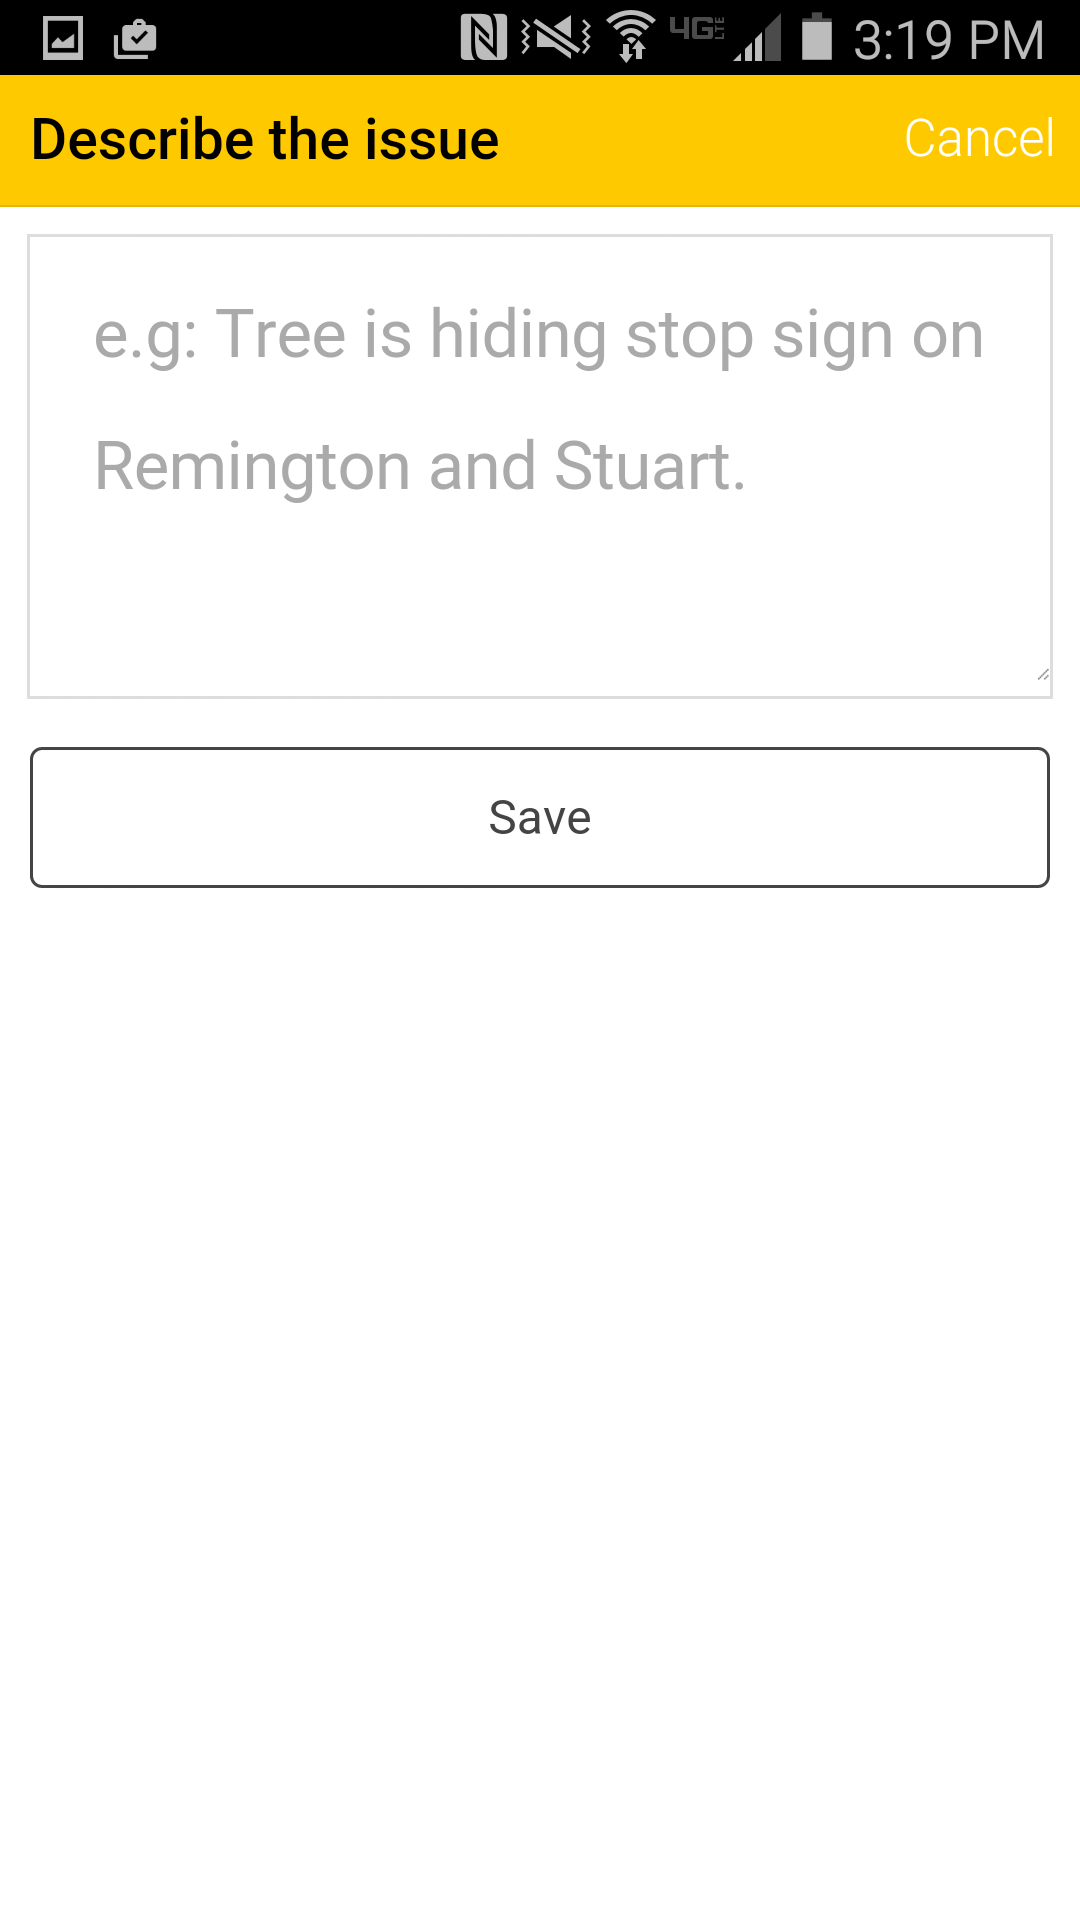 4G LTE 3:19 PM
Describe the issue
Cancel
e.g: Tree is hiding stop sign on
Remington and Stuart.
Save